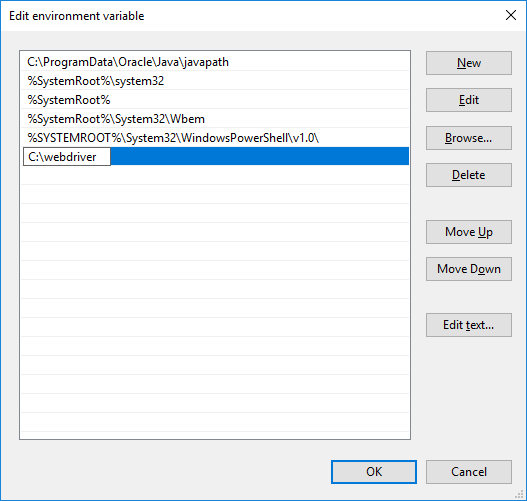 Edit environment variable
C:\ProgramData\Oracle\Java\javapath
%SystemRoot%\system32
%SystemRoot%
%SystemRoot%\System32\Wbem
%SYSTEMROOT%\System32\WindowsPowerShell\v1.0\
C:\webdriver
New
Edit
Browse...
Delete
Move Up
Move Down
Edit text...
OK
Cancel